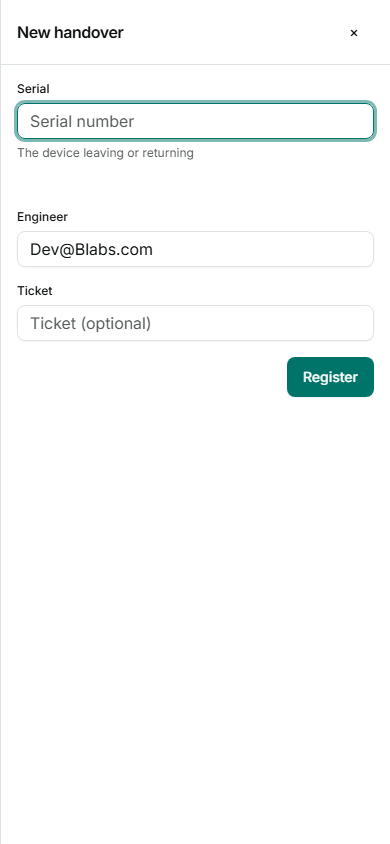 New handover
×
Serial
Serial number
The device leaving or returning
Engineer
Dev@Blabs.com
Ticket
Ticket (optional)
Register